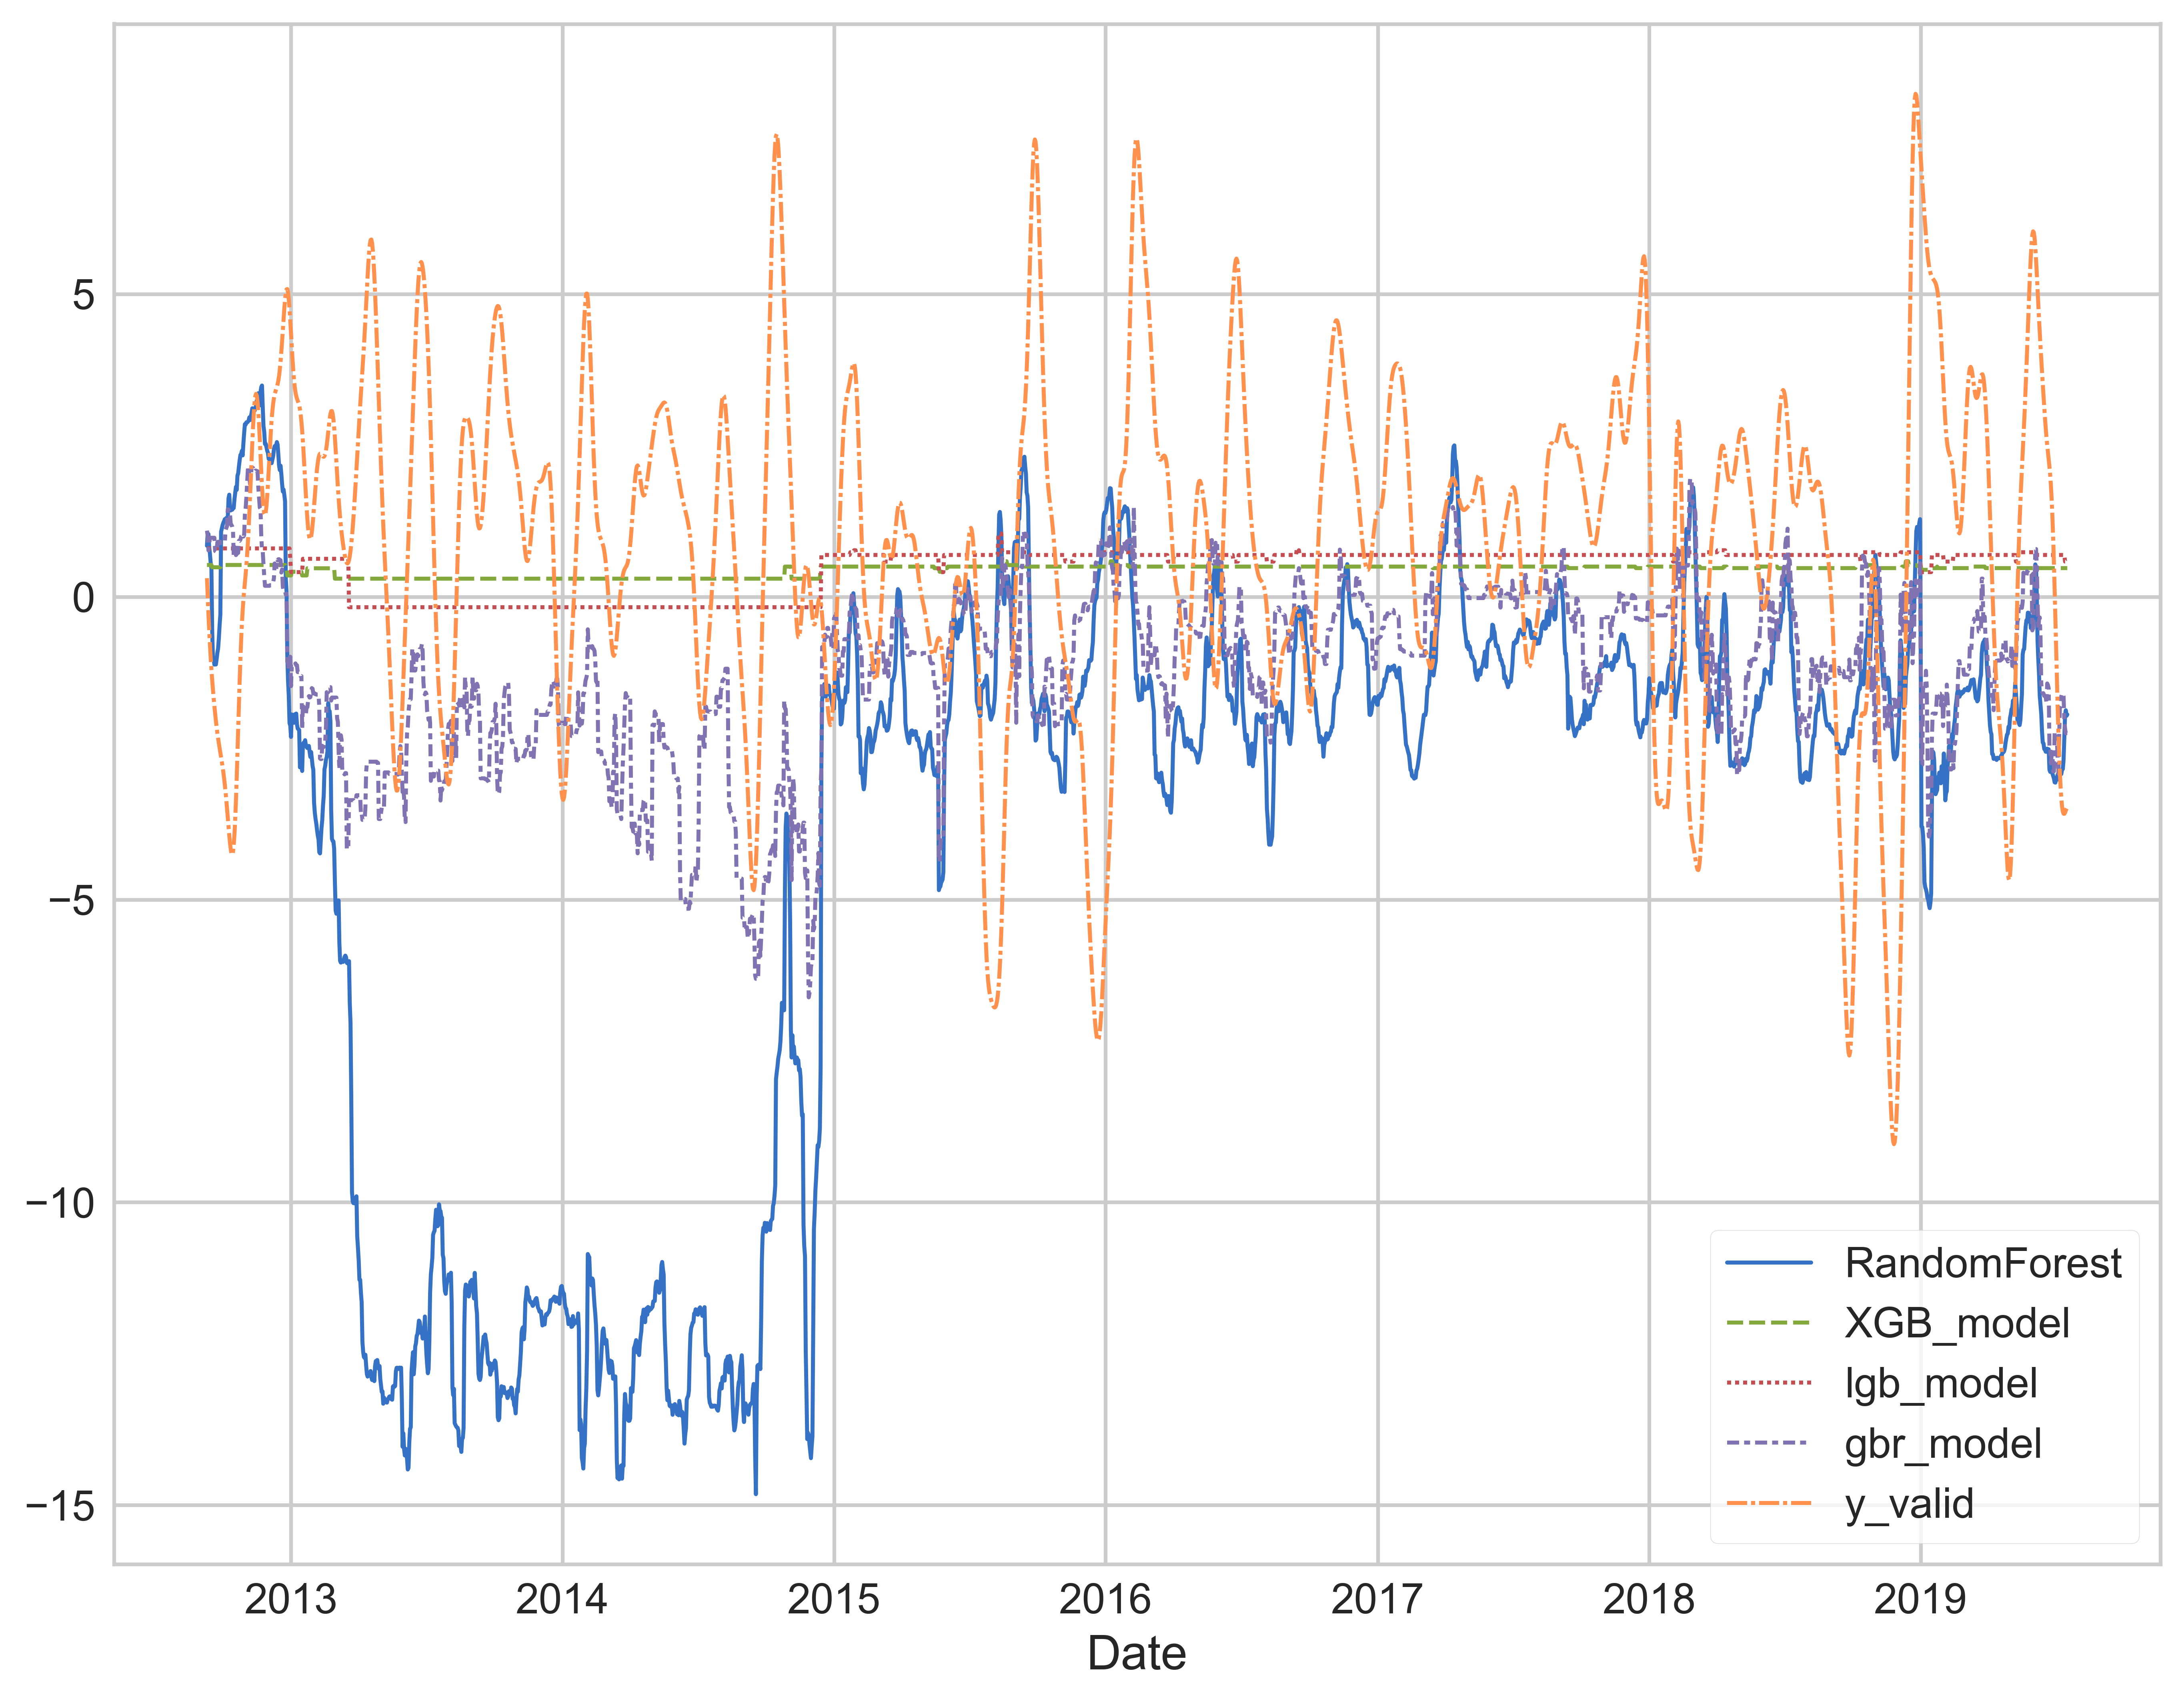 5
0
−5
−10
−15
2013 2014 2015 2016 2017 2018 2019
Date
RandomForest
XGB_model
lgb_model
gbr_model
y_valid